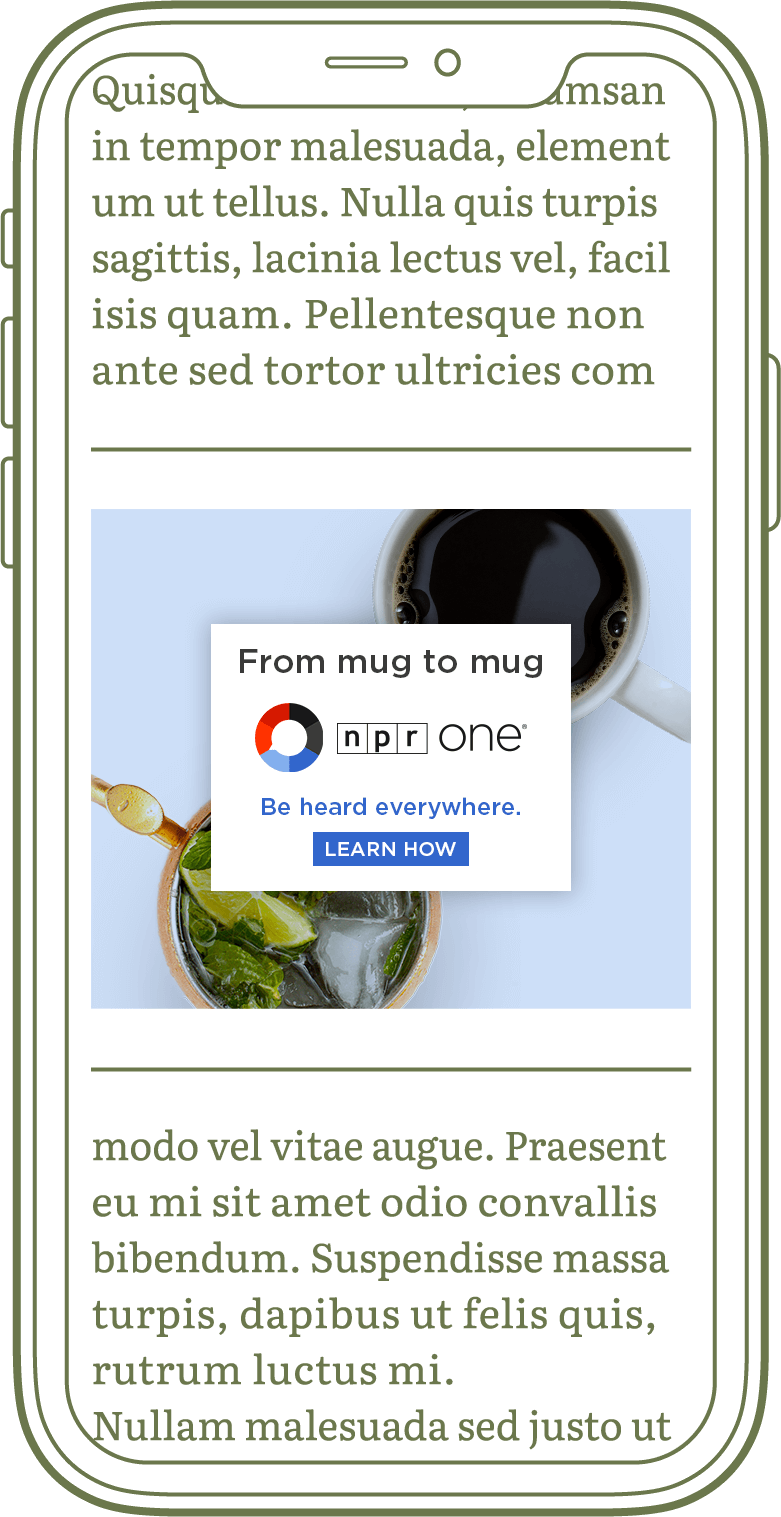 Quisqu amsan
in tempor malesuada, element
um ut tellus. Nulla quis turpis
sagittis, lacinia lectus vel, facil
isis quam. Pellentesque non
ante sed tortor ultricies com
From mug to mug
npr one®
Be heard everywhere.
LEARN HOW
modo vel vitae augue. Praesent
eu mi sit amet odio convallis
bibendum. Suspendisse massa
turpis, dapibus ut felis quis,
rutrum luctus mi.
Nullam malesuada sed justo ut